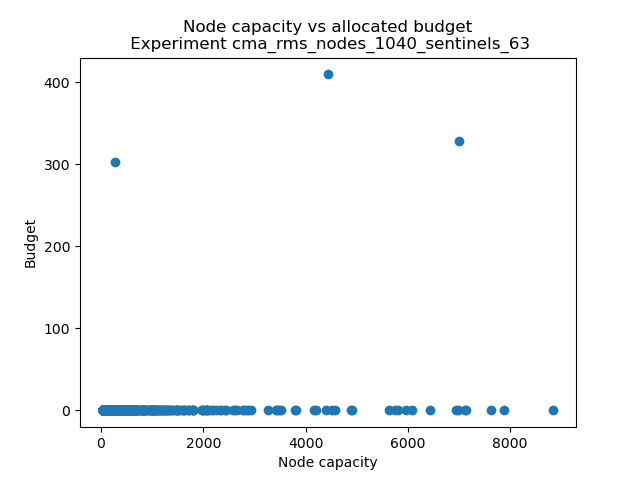 Node capacity vs allocated budget
Experiment cma_rms_nodes_1040_sentinels_63
400
300
200
100
0
Budget
0 2000 4000 6000 8000
Node capacity